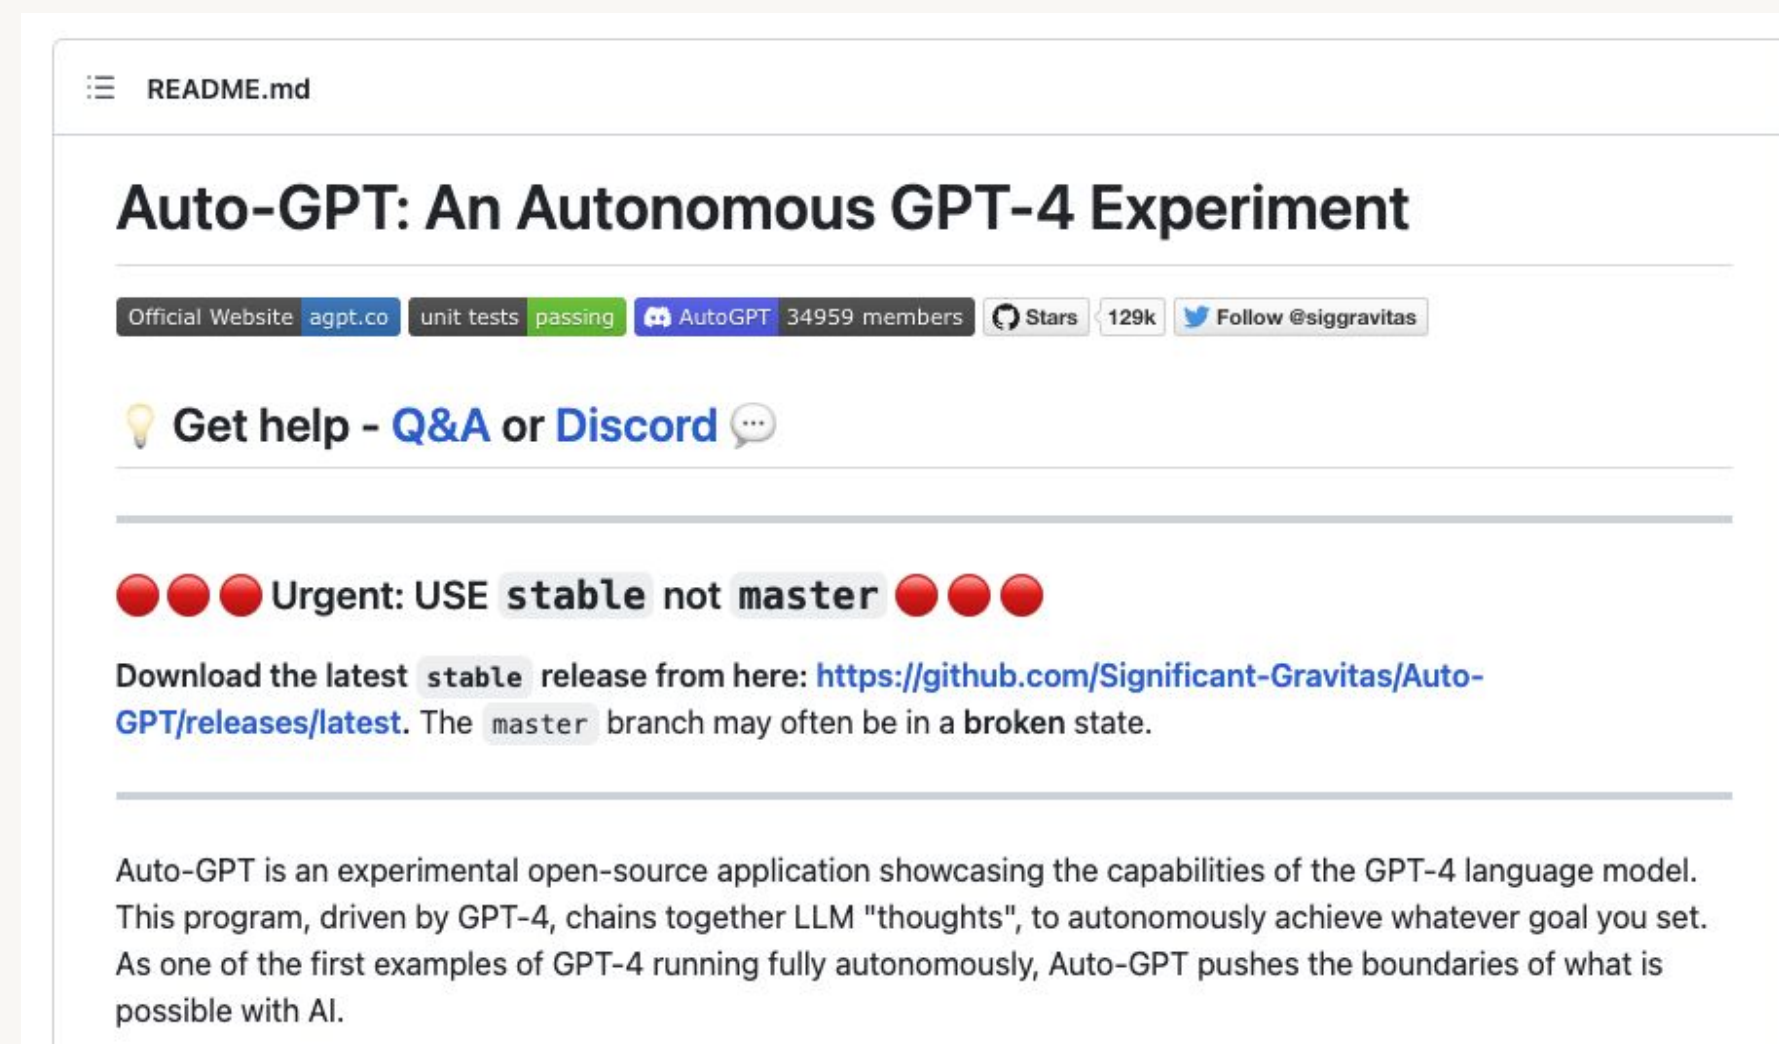 README.md
Auto-GPT: An Autonomous GPT-4 Experiment
Official Website agpt.co unit tests passing AutoGPT 34959 members Stars 129k Follow @siggravitas
💡 Get help - Q&A or Discord 💬
🔴🔴🔴 Urgent: USE stable not master 🔴🔴🔴
Download the latest stable release from here: https://github.com/Significant-Gravitas/Auto-
GPT/releases/latest. The master branch may often be in a broken state.
Auto-GPT is an experimental open-source application showcasing the capabilities of the GPT-4 language model.
This program, driven by GPT-4, chains together LLM "thoughts", to autonomously achieve whatever goal you set.
As one of the first examples of GPT-4 running fully autonomously, Auto-GPT pushes the boundaries of what is
possible with AI.